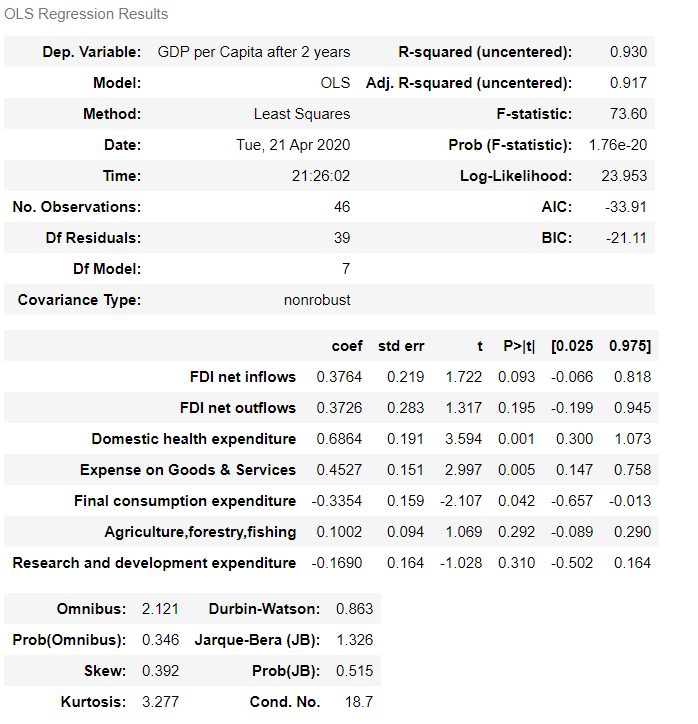 OLS Regression Results
Dep. Variable: GDP per Capita after 2 years R-squared (uncentered): 0.930
Model: OLS Adj. R-squared (uncentered): 0.917
Method: Least Squares F-statistic: 73.60
Date: Tue, 21 Apr 2020 Prob (F-statistic): 1.76e-20
Time: 21:26:02 Log-Likelihood: 23.953
No. Observations: 46 AIC: -33.91
Df Residuals: 39 BIC: -21.11
Df Model: 7
Covariance Type: nonrobust
coef std err t P>|t| [0.025 0.975]
FDI net inflows 0.3764 0.219 1.722 0.093 -0.066 0.818
FDI net outflows 0.3726 0.283 1.317 0.195 -0.199 0.945
Domestic health expenditure 0.6864 0.191 3.594 0.001 0.300 1.073
Expense on Goods & Services 0.4527 0.151 2.997 0.005 0.147 0.758
Final consumption expenditure -0.3354 0.159 -2.107 0.042 -0.657 -0.013
Agriculture,forestry,fishing 0.1002 0.094 1.069 0.292 -0.089 0.290
Research and development expenditure -0.1690 0.164 -1.028 0.310 -0.502 0.164
Omnibus: 2.121 Durbin-Watson: 0.863
Prob(Omnibus): 0.346 Jarque-Bera (JB): 1.326
Skew: 0.392 Prob(JB): 0.515
Kurtosis: 3.277 Cond. No. 18.7